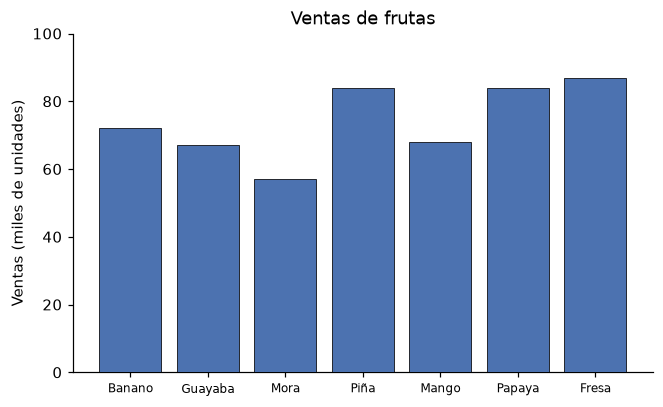 Ventas de frutas
Ventas (miles de unidades)
100
80
60
40
20
0
Banano Guayaba Mora Piña Mango Papaya Fresa